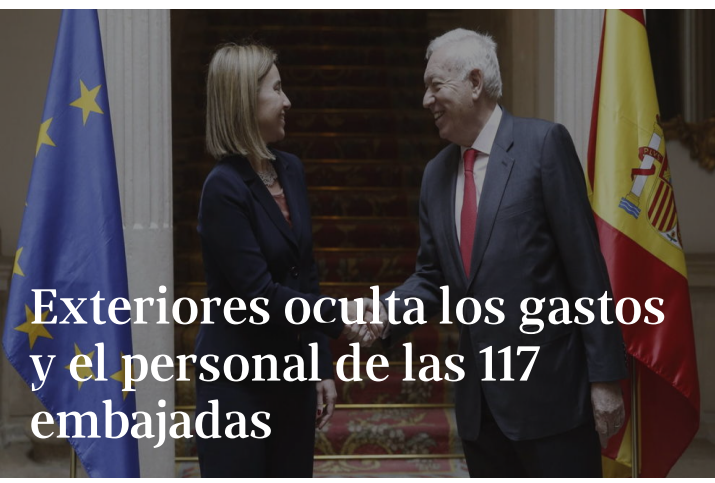 Exteriores oculta los gastos
y el personal de las 117
embajadas